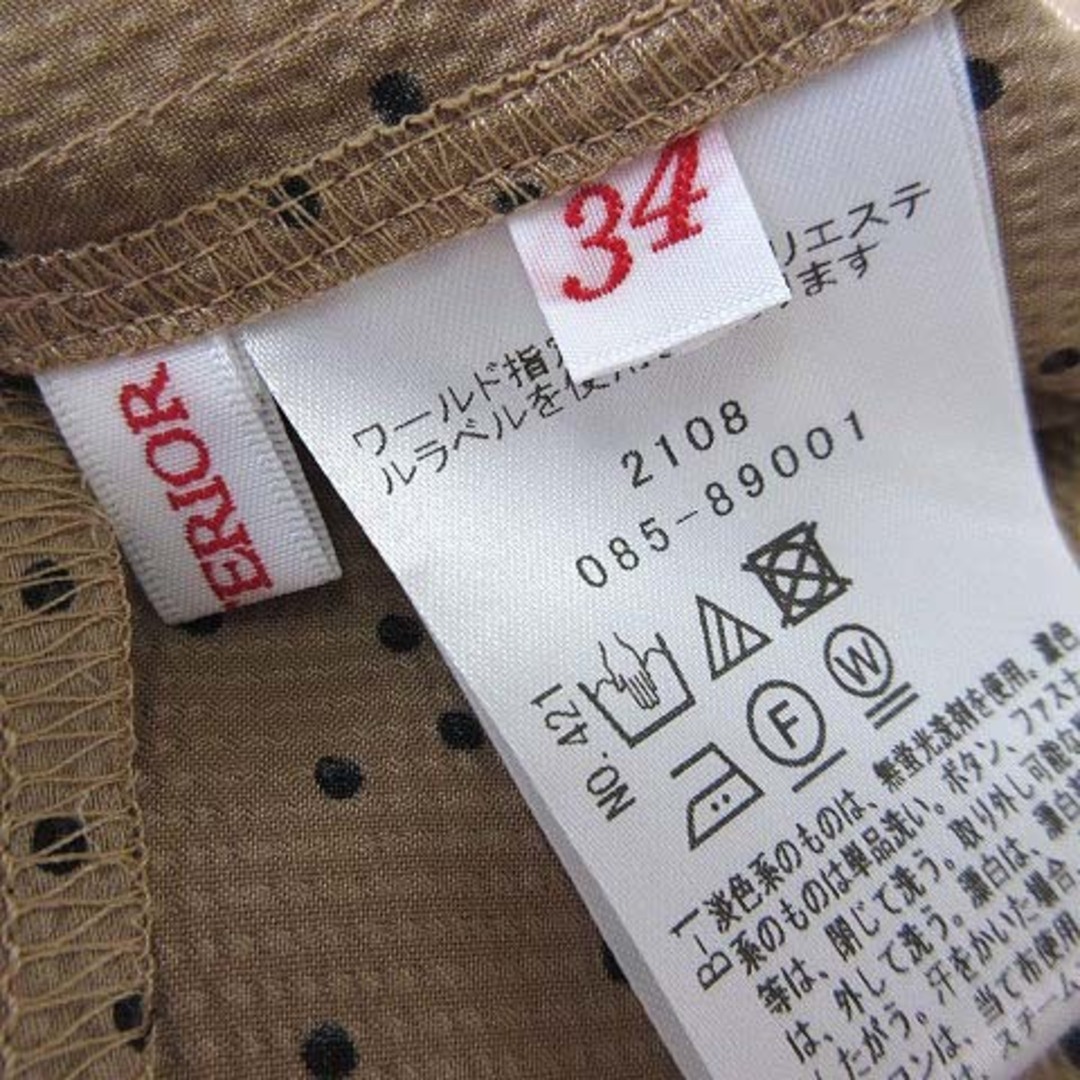 34
ERIOR
リエステ
ます
ワールド指
ルラベルを使用
2108
085-89001
NO. 421
F
W
B-1 淡色系のものは、無蛍光洗剤を使用。濃色
系のものは単品洗い。ボタン、ファスナ
等は、閉じて洗う。取り外し可能な
は、外して洗う。濃白は、濃白
したがう。汗をかいた場合、
コンは、当て布使用
スチーム